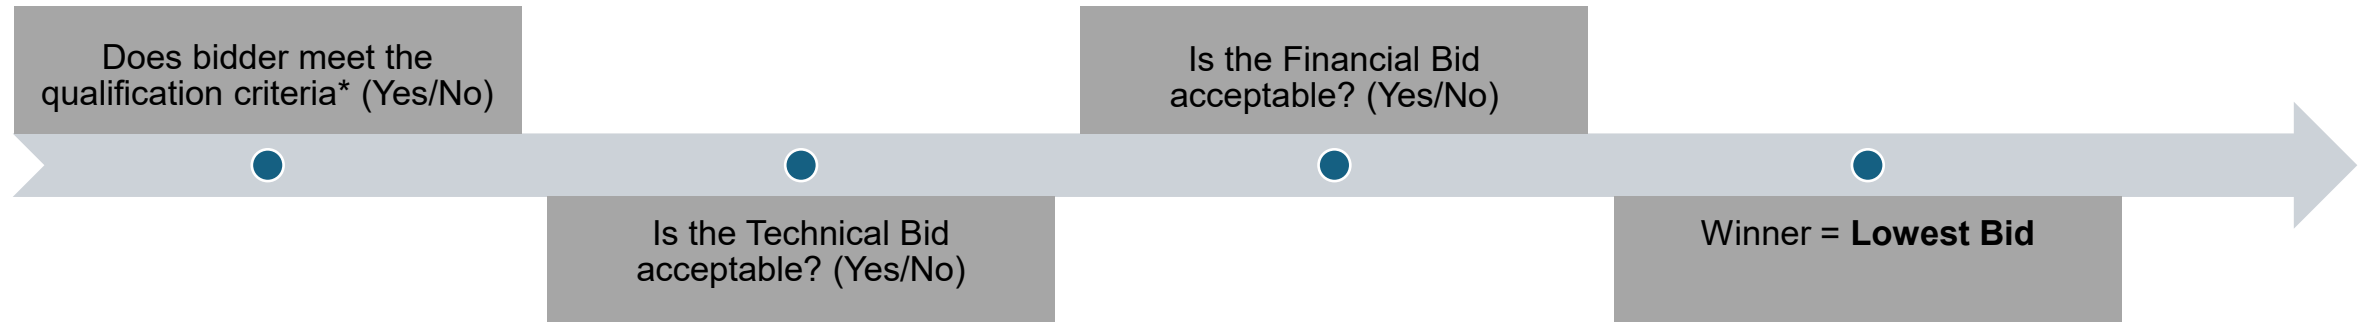 Does bidder meet the
qualification criteria* (Yes/No)
Is the Technical Bid
acceptable? (Yes/No)
Is the Financial Bid
acceptable? (Yes/No)
Winner = Lowest Bid